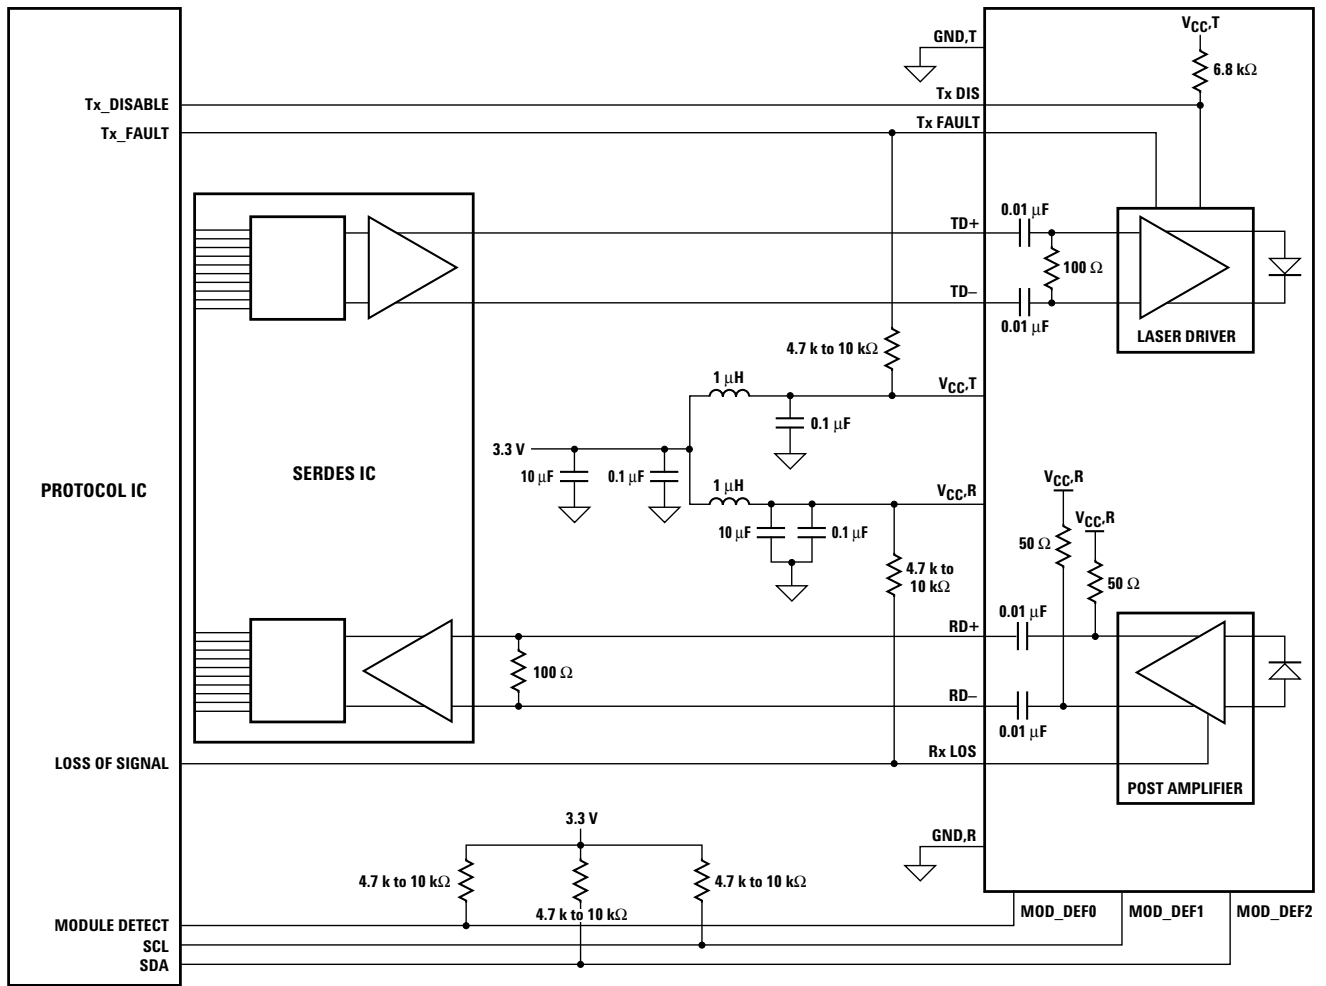 V_CC,T
GND,T
6.8 kΩ
Tx_DISABLE
Tx DIS
Tx_FAULT
Tx FAULT
0.01 µF
TD+
100 Ω
TD–
0.01 µF
LASER DRIVER
4.7 k to 10 kΩ
1 µH
V_CC,T
0.1 µF
3.3 V
10 µF
0.1 µF
SERDES IC
PROTOCOL IC
1 µH
V_CC,R
V_CC,R
V_CC,R
10 µF
0.1 µF
50 Ω
4.7 k to
10 kΩ
50 Ω
0.01 µF
RD+
100 Ω
RD–
0.01 µF
LOSS OF SIGNAL
Rx LOS
POST AMPLIFIER
3.3 V
GND,R
4.7 k to 10 kΩ
4.7 k to 10 kΩ
4.7 k to 10 kΩ
MODULE DETECT
MOD_DEF0
MOD_DEF1
MOD_DEF2
SCL
SDA